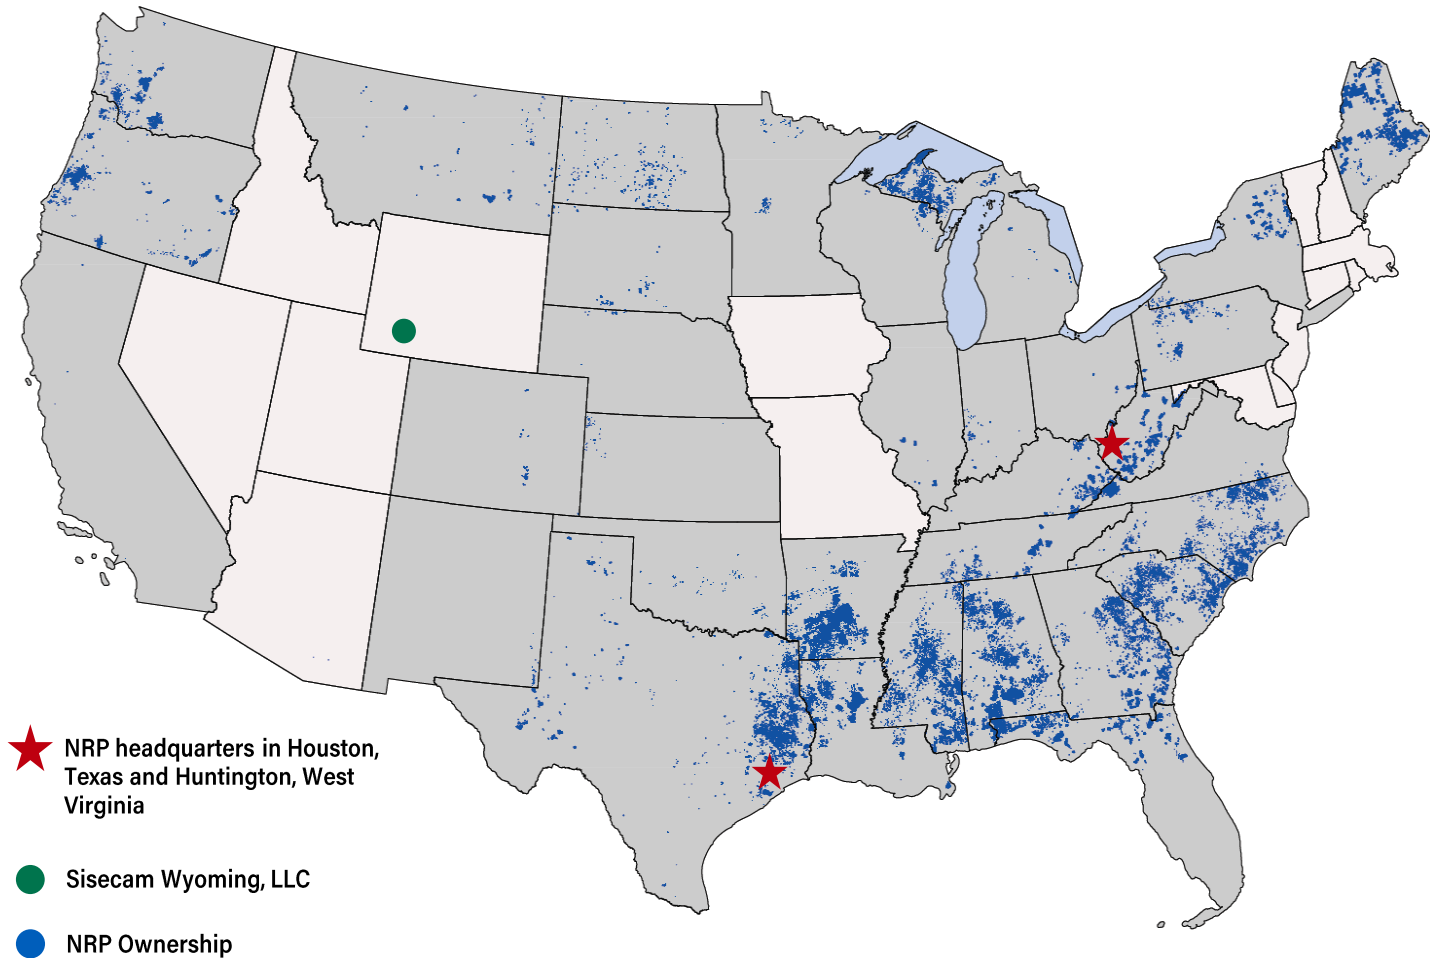 NRP headquarters in Houston,
Texas and Huntington, West
Virginia
Sisecam Wyoming, LLC
NRP Ownership